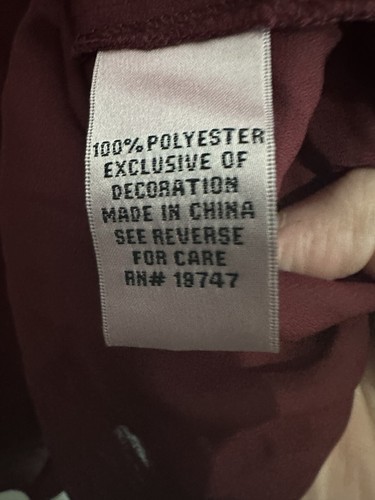 100% POLYESTER
EXCLUSIVE OF
DECORATION
MADE IN CHINA
SEE REVERSE
FOR CARE
RN# 19747